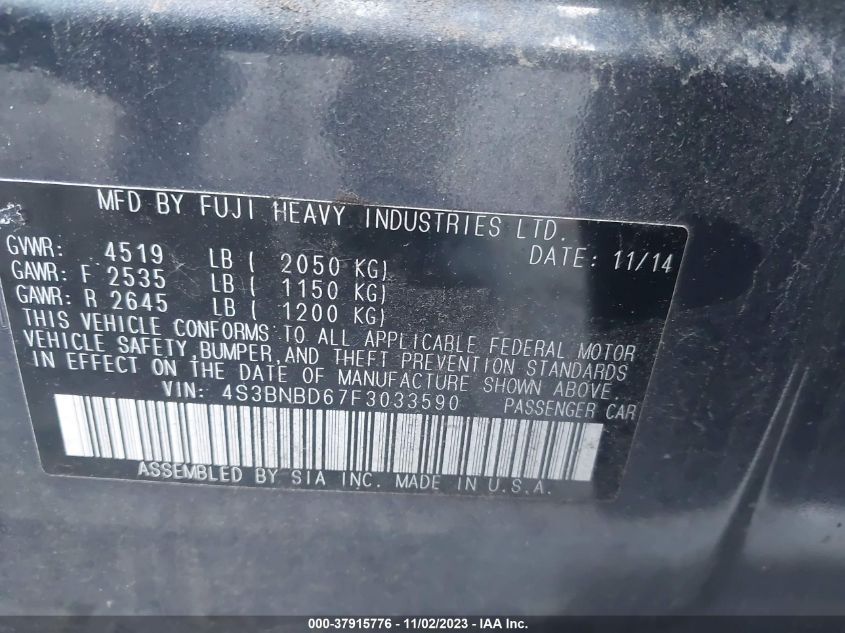 MFD BY FUJI HEAVY INDUSTRIES LTD.
GVWR: 4519 LB ( 2050 KG) DATE: 11/14
GAWR: F 2535 LB ( 1150 KG)
GAWR: R 2645 LB ( 1200 KG)
THIS VEHICLE CONFORMS TO ALL APPLICABLE FEDERAL MOTOR
VEHICLE SAFETY, BUMPER, AND THEFT PREVENTION STANDARDS
IN EFFECT ON THE DATE OF MANUFACTURE SHOWN ABOVE.
VIN: 4S3BNBD67F3033590 PASSENGER CAR
ASSEMBLED BY SIA INC. MADE IN U.S.A.
000-37915776 - 11/02/2023 - IAA Inc.